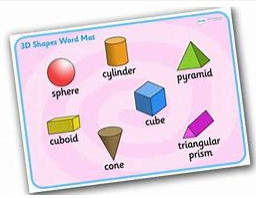 3D Shapes Word Mat
sphere
cylinder
pyramid
cube
cuboid
cone
triangular
prism